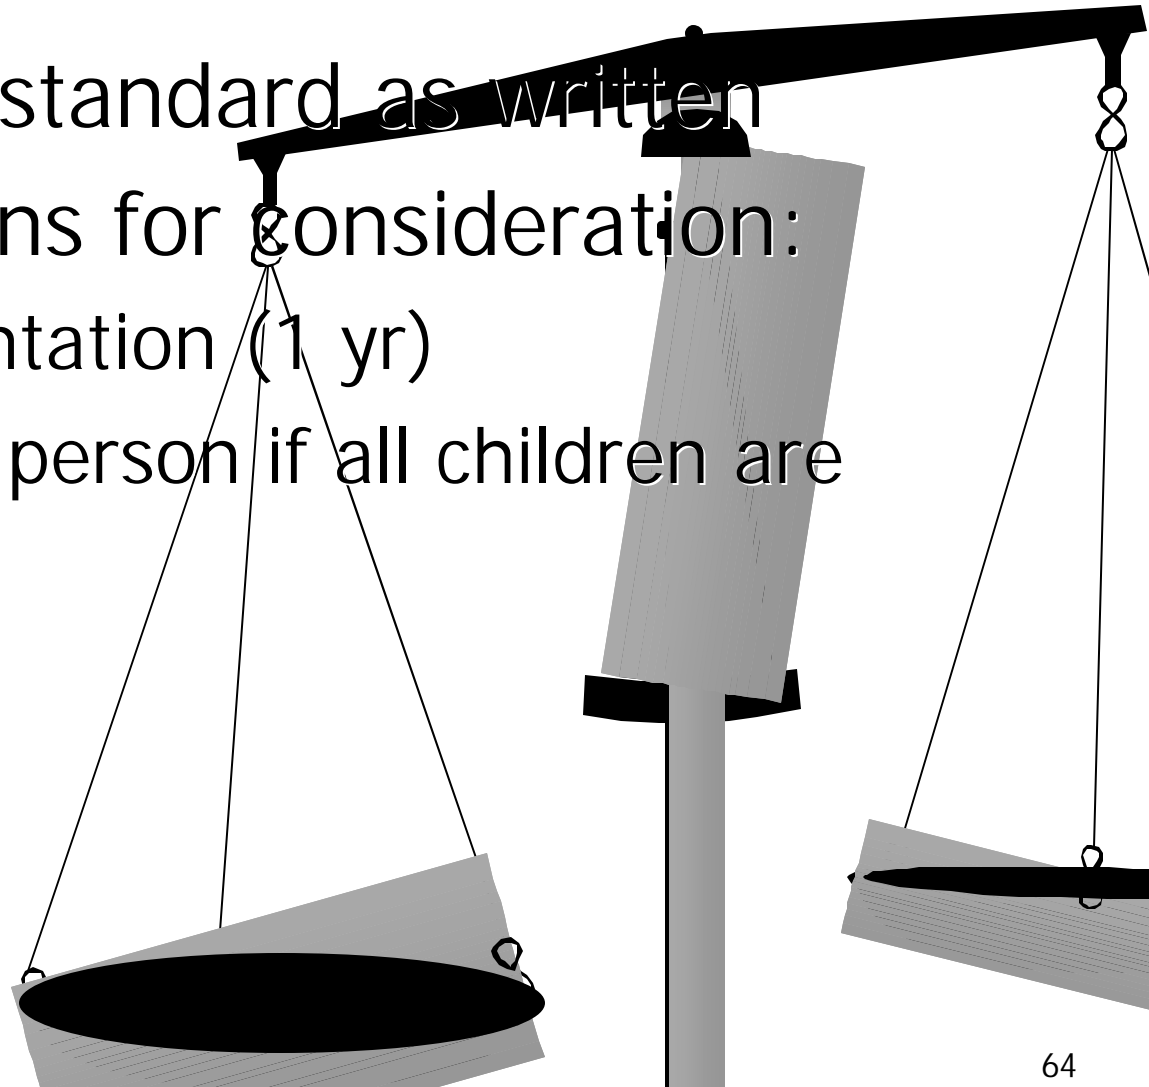 standard as written
ns for consideration:
ntation (1 yr)
person if all children are
64